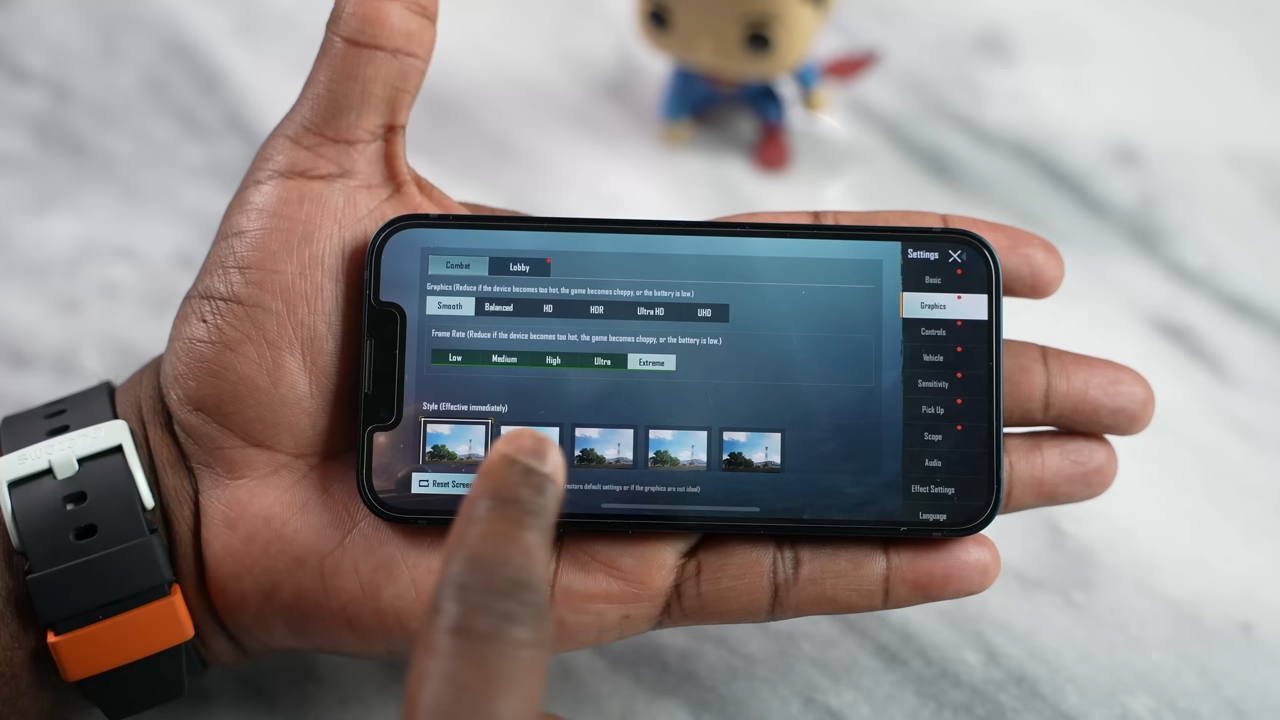 Combat Lobby
Graphics (Reduce if the device becomes too hot, the game becomes choppy, or the battery is low.)
Smooth Balanced HD HDR Ultra HD UHD
Frame Rate (Reduce if the device becomes too hot, the game becomes choppy, or the battery is low.)
Low Medium High Ultra Extreme
Style (Effective immediately)
Reset Screen
restore default settings or if the graphics are not ideal)
Settings
Basic
Graphics
Controls
Vehicle
Sensitivity
Pick Up
Scope
Audio
Effect Settings
Language